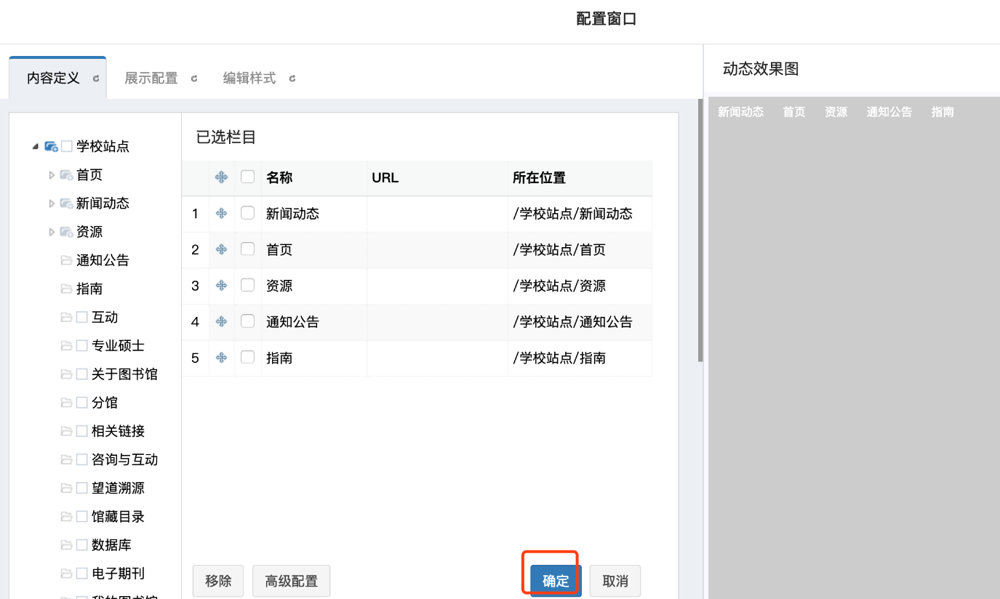 配置窗口
内容定义 展示配置 编辑样式
动态效果图
新闻动态 首页 资源 通知公告 指南
学校站点
首页
新闻动态
资源
通知公告
指南
互动
专业硕士
关于图书馆
分馆
相关链接
咨询与互动
望道溯源
馆藏目录
数据库
电子期刊
已选栏目
名称 URL 所在位置
1 新闻动态 /学校站点/新闻动态
2 首页 /学校站点/首页
3 资源 /学校站点/资源
4 通知公告 /学校站点/通知公告
5 指南 /学校站点/指南
移除 高级配置 确定 取消